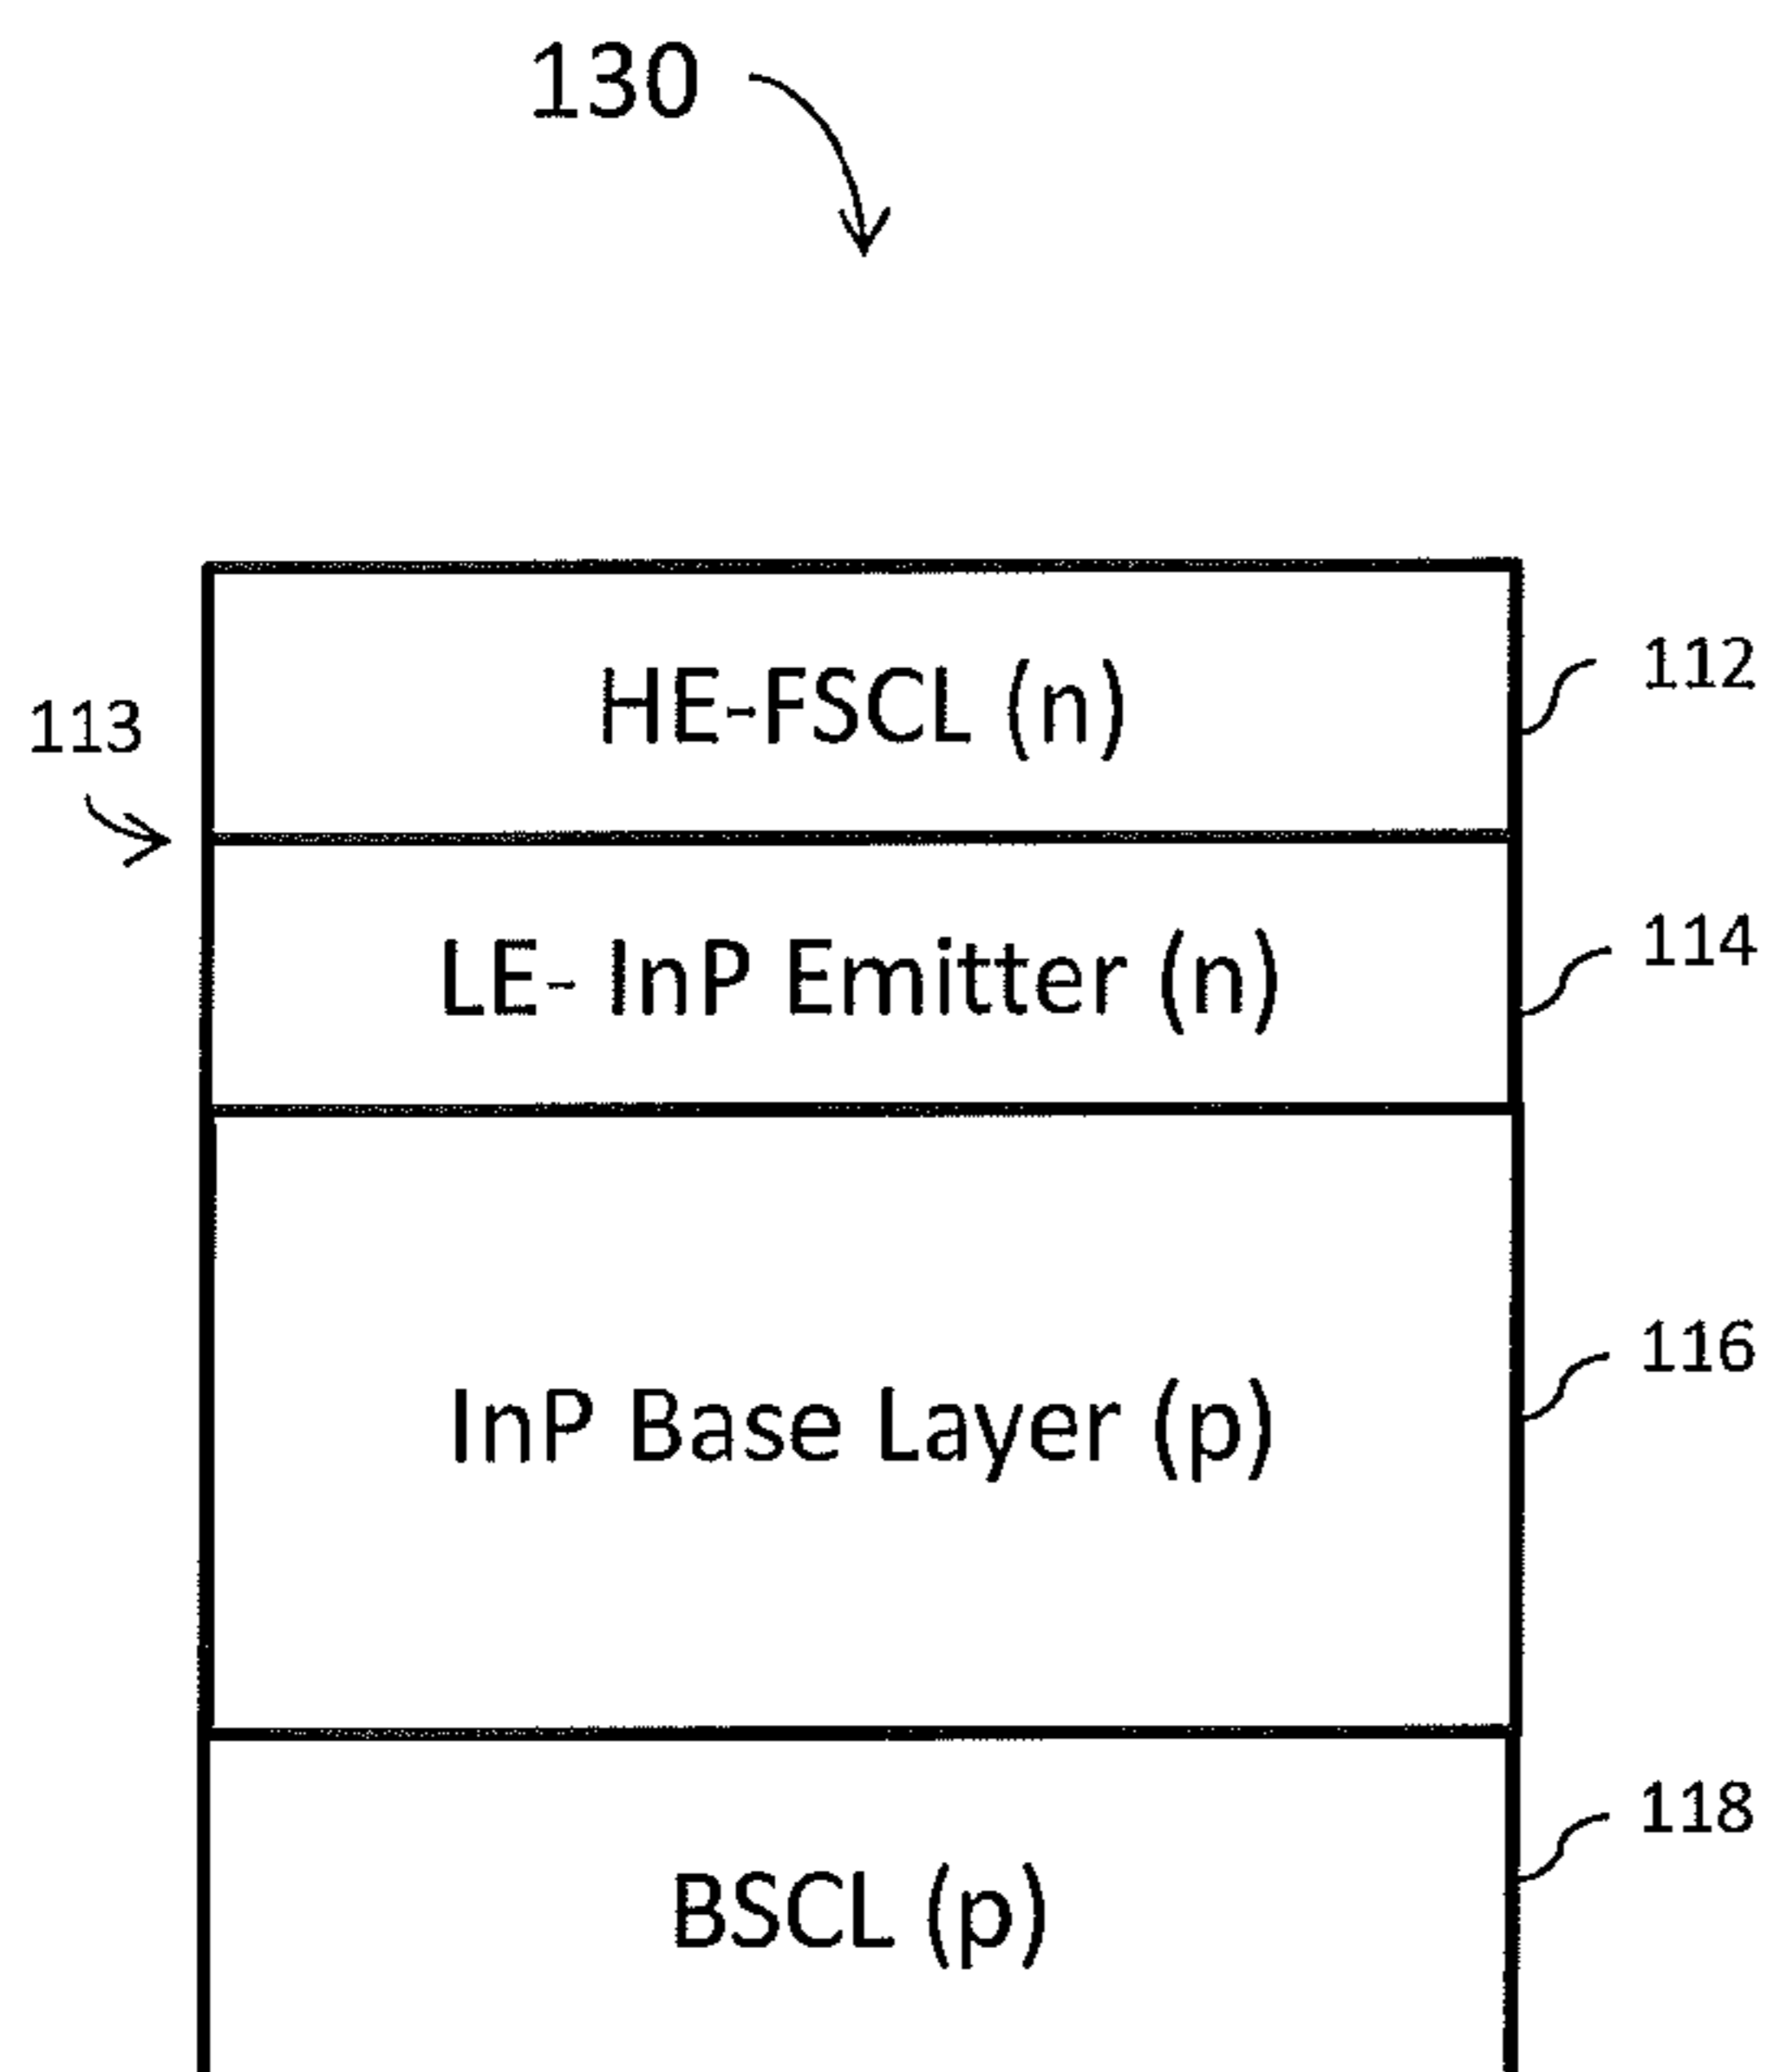 130
HE-FSCL (n)
112
113
LE- InP Emitter (n)
114
InP Base Layer (p)
116
BSCL (p)
118